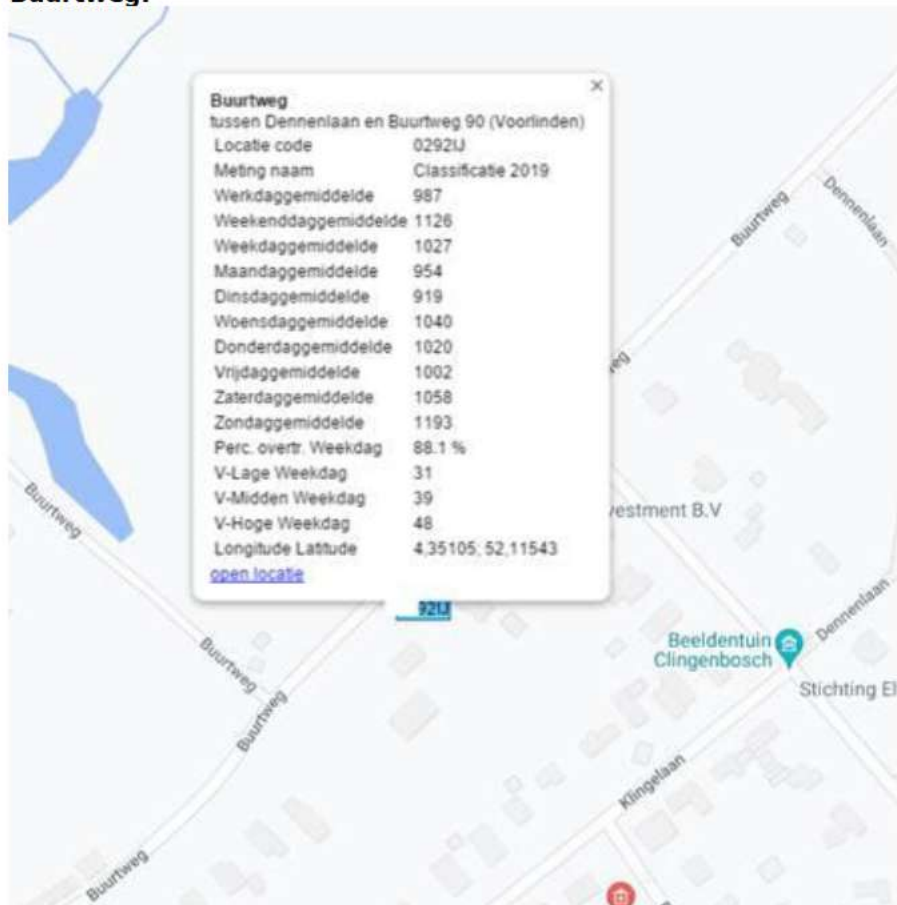 Buurtweg:
Buurtweg
tussen Dennenlaan en Buurtweg 90 (Voorlinden)
Locatie code 0292IJ
Meting naam Classificatie 2019
Werkdaggemiddelde 987
Weekenddaggemiddelde 1126
Weekdaggemiddelde 1027
Maandaggemiddelde 954
Dinsdaggemiddelde 919
Woensdaggemiddelde 1040
Donderdaggemiddelde 1020
Vrijdaggemiddelde 1002
Zaterdaggemiddelde 1058
Zondaggemiddelde 1193
Perc. overtr. Weekdag 88.1 %
V-Lage Weekdag 31
V-Midden Weekdag 39
V-Hoge Weekdag 48
Longitude Latitude 4,35105; 52,11543
open locatie
Buurtweg
Dennenlaan
Buurtweg
92IJ
Dennenlaan
Beeldentuin
Clingenbosch
Buurtweg
Stichting
Buurtweg
Klingelaan
Buurtweg